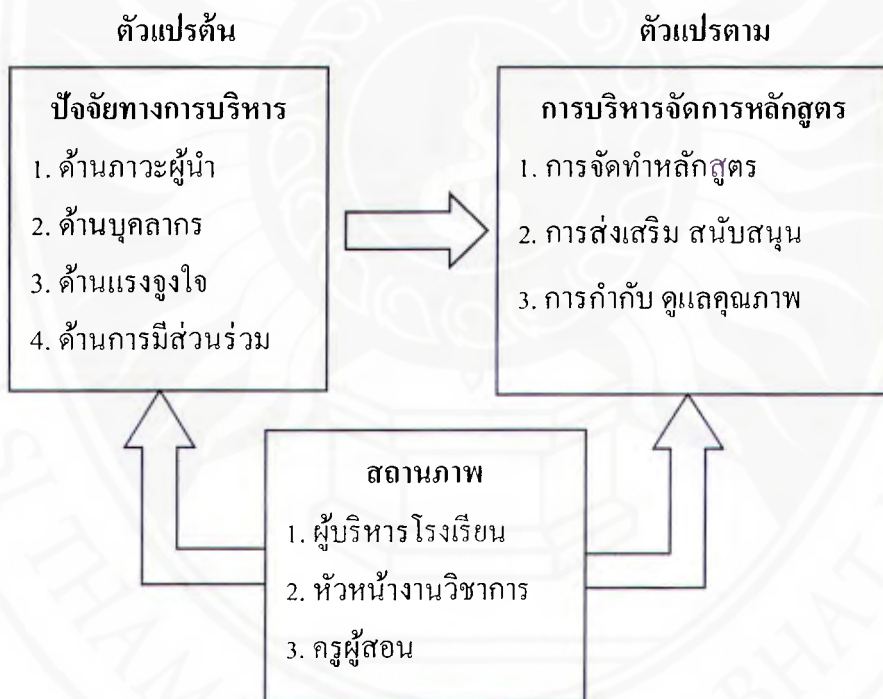 ตัวแปรต้น
ตัวแปรตาม
ปัจจัยทางการบริหาร
1. ด้านภาวะผู้นำ
2. ด้านบุคลากร
3. ด้านแรงจูงใจ
4. ด้านการมีส่วนร่วม
การบริหารจัดการหลักสูตร
1. การจัดทำหลักสูตร
2. การส่งเสริม สนับสนุน
3. การกำกับ ดูแลคุณภาพ
สถานภาพ
1. ผู้บริหารโรงเรียน
2. หัวหน้างานวิชาการ
3. ครูผู้สอน